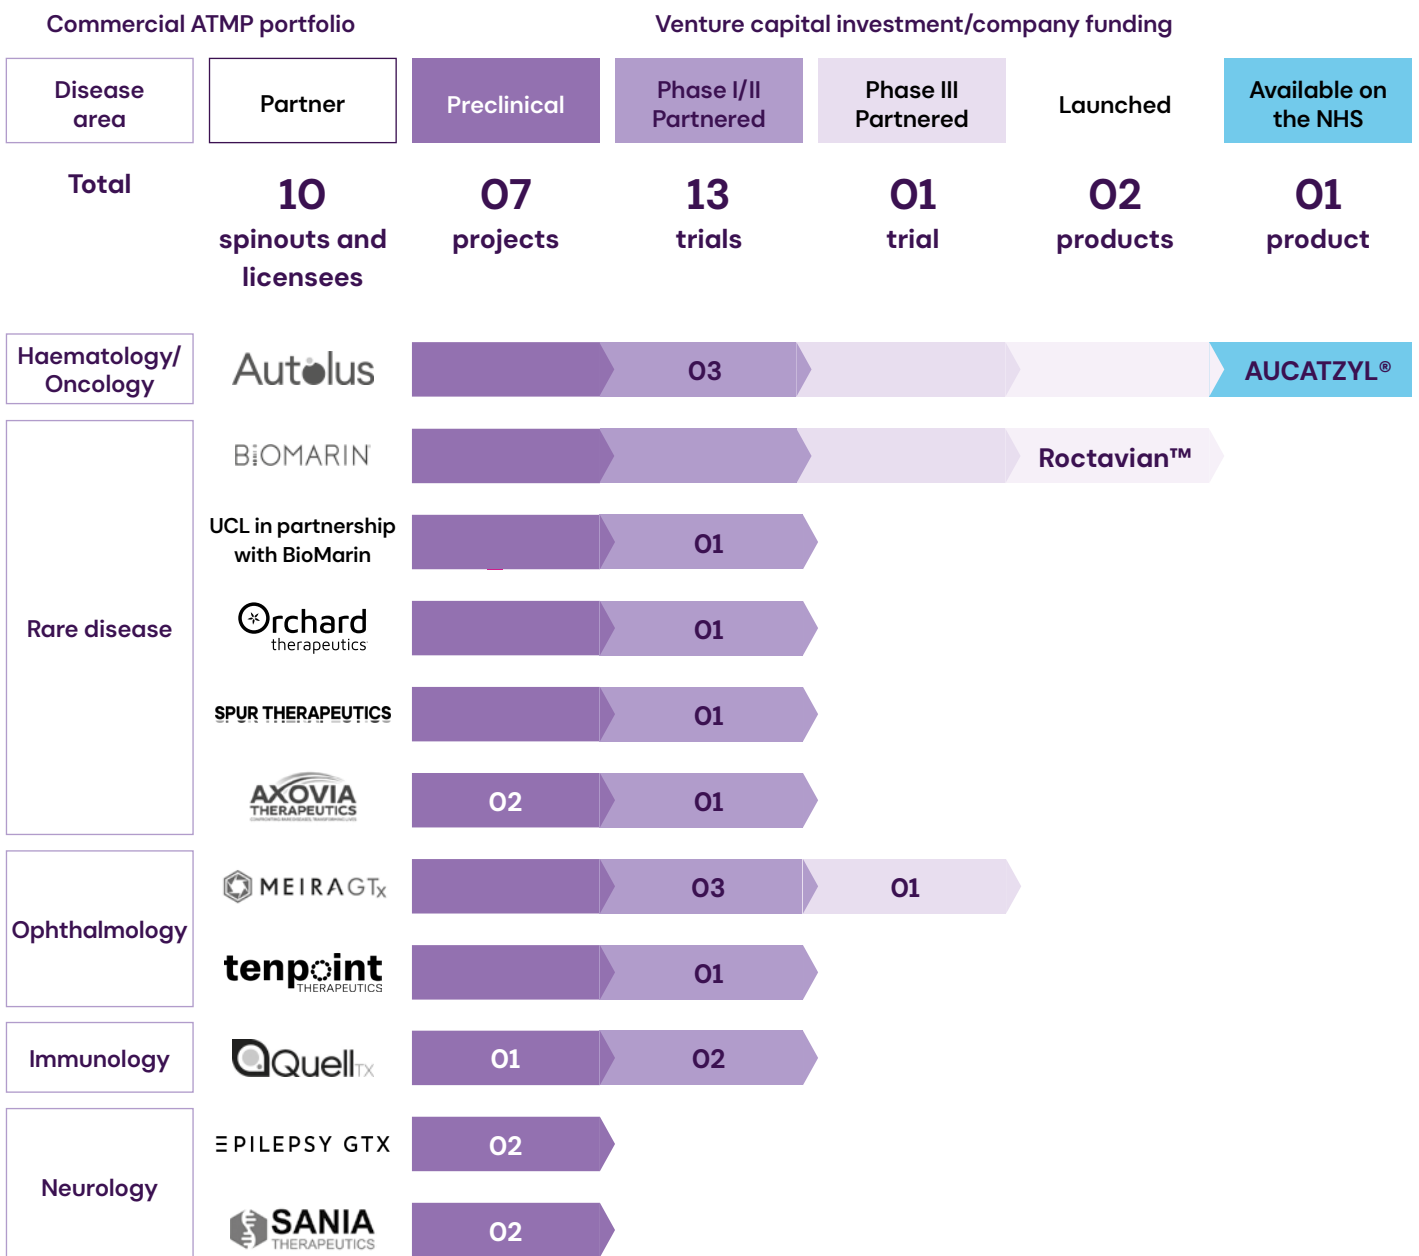 Commercial ATMP portfolio
Venture capital investment/company funding
Disease
area
Partner
Preclinical
Phase I/II
Partnered
Phase III
Partnered
Launched
Available on
the NHS
Total
10
spinouts and
licensees
07
projects
13
trials
01
trial
02
products
01
product
Haematology/
Oncology
Autolus
03
AUCATZYL®
Rare disease
BIOMARIN
Roctavian™
UCL in partnership
with BioMarin
01
Orchard
therapeutics
01
SPUR THERAPEUTICS
01
AXOVIA
THERAPEUTICS
02
01
Ophthalmology
MEIRAGTx
03
01
tenpoint
THERAPEUTICS
01
Immunology
QuellTX
01
02
Neurology
EPILEPSY GTX
02
SANIA
THERAPEUTICS
02